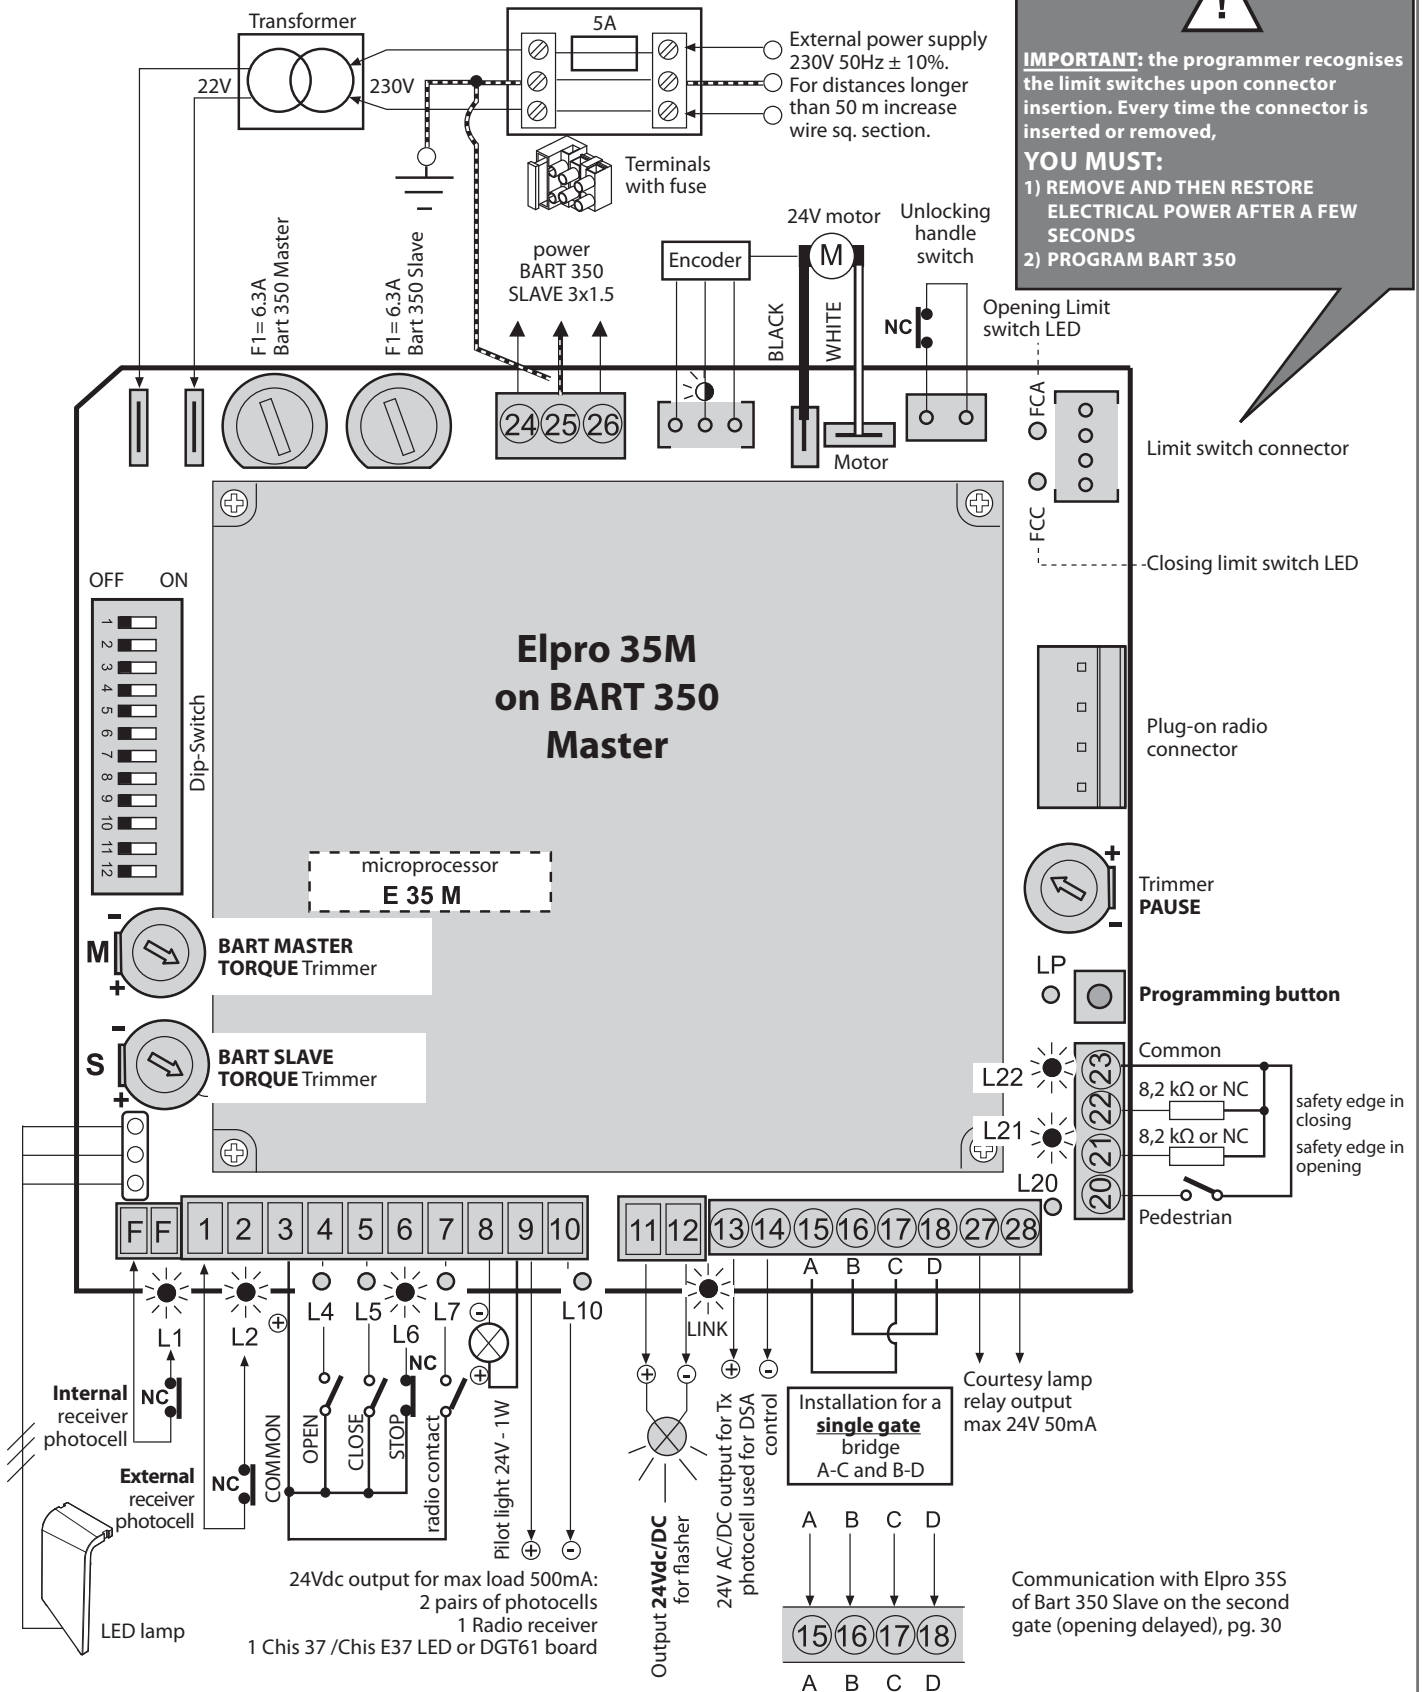 Transformer
22V
230V
5A
External power supply
230V 50Hz ± 10%.
For distances longer
than 50 m increase
wire sq. section.
Terminals
with fuse
!
IMPORTANT: the programmer recognises
the limit switches upon connector
insertion. Every time the connector is
inserted or removed,
YOU MUST:
1) REMOVE AND THEN RESTORE
ELECTRICAL POWER AFTER A FEW
SECONDS
2) PROGRAM BART 350
F1= 6.3A
Bart 350 Master
F1= 6.3A
Bart 350 Slave
power
BART 350
SLAVE 3x1.5
Encoder
24V motor
M
BLACK
WHITE
Unlocking
handle
switch
NC
Opening Limit
switch LED
24 25 26
Motor
FCA
FCC
Limit switch connector
Closing limit switch LED
OFF ON
1
2
3
4
5
6
7
8
9
10
11
12
Dip-Switch
Elpro 35M
on BART 350
Master
microprocessor
E 35 M
Plug-on radio
connector
+
-
Trimmer
PAUSE
-
M
+
BART MASTER
TORQUE Trimmer
-
S
+
BART SLAVE
TORQUE Trimmer
LP
Programming button
L22
L21
L20
23
22
21
20
Common
8,2 kΩ or NC
8,2 kΩ or NC
safety edge in
closing
safety edge in
opening
Pedestrian
F F 1 2 3 4 5 6 7 8 9 10
11 12 13 14 15 16 17 18 27 28
A B C D
L1
L2
+
L4
L5
L6
L7
-
+
L10
LINK
NC
Internal
receiver
photocell
NC
External
receiver
photocell
NC
COMMON
OPEN
CLOSE
STOP
radio contact
Pilot light 24V - 1W
+
-
+
-
+
-
Output 24Vdc/DC
for flasher
24V AC/DC output for Tx
photocell used for DSA
control
Installation for a
single gate
bridge
A-C and B-D
Courtesy lamp
relay output
max 24V 50mA
LED lamp
24Vdc output for max load 500mA:
2 pairs of photocells
1 Radio receiver
1 Chis 37 /Chis E37 LED or DGT61 board
A B C D
15 16 17 18
A B C D
Communication with Elpro 35S
of Bart 350 Slave on the second
gate (opening delayed), pg. 30